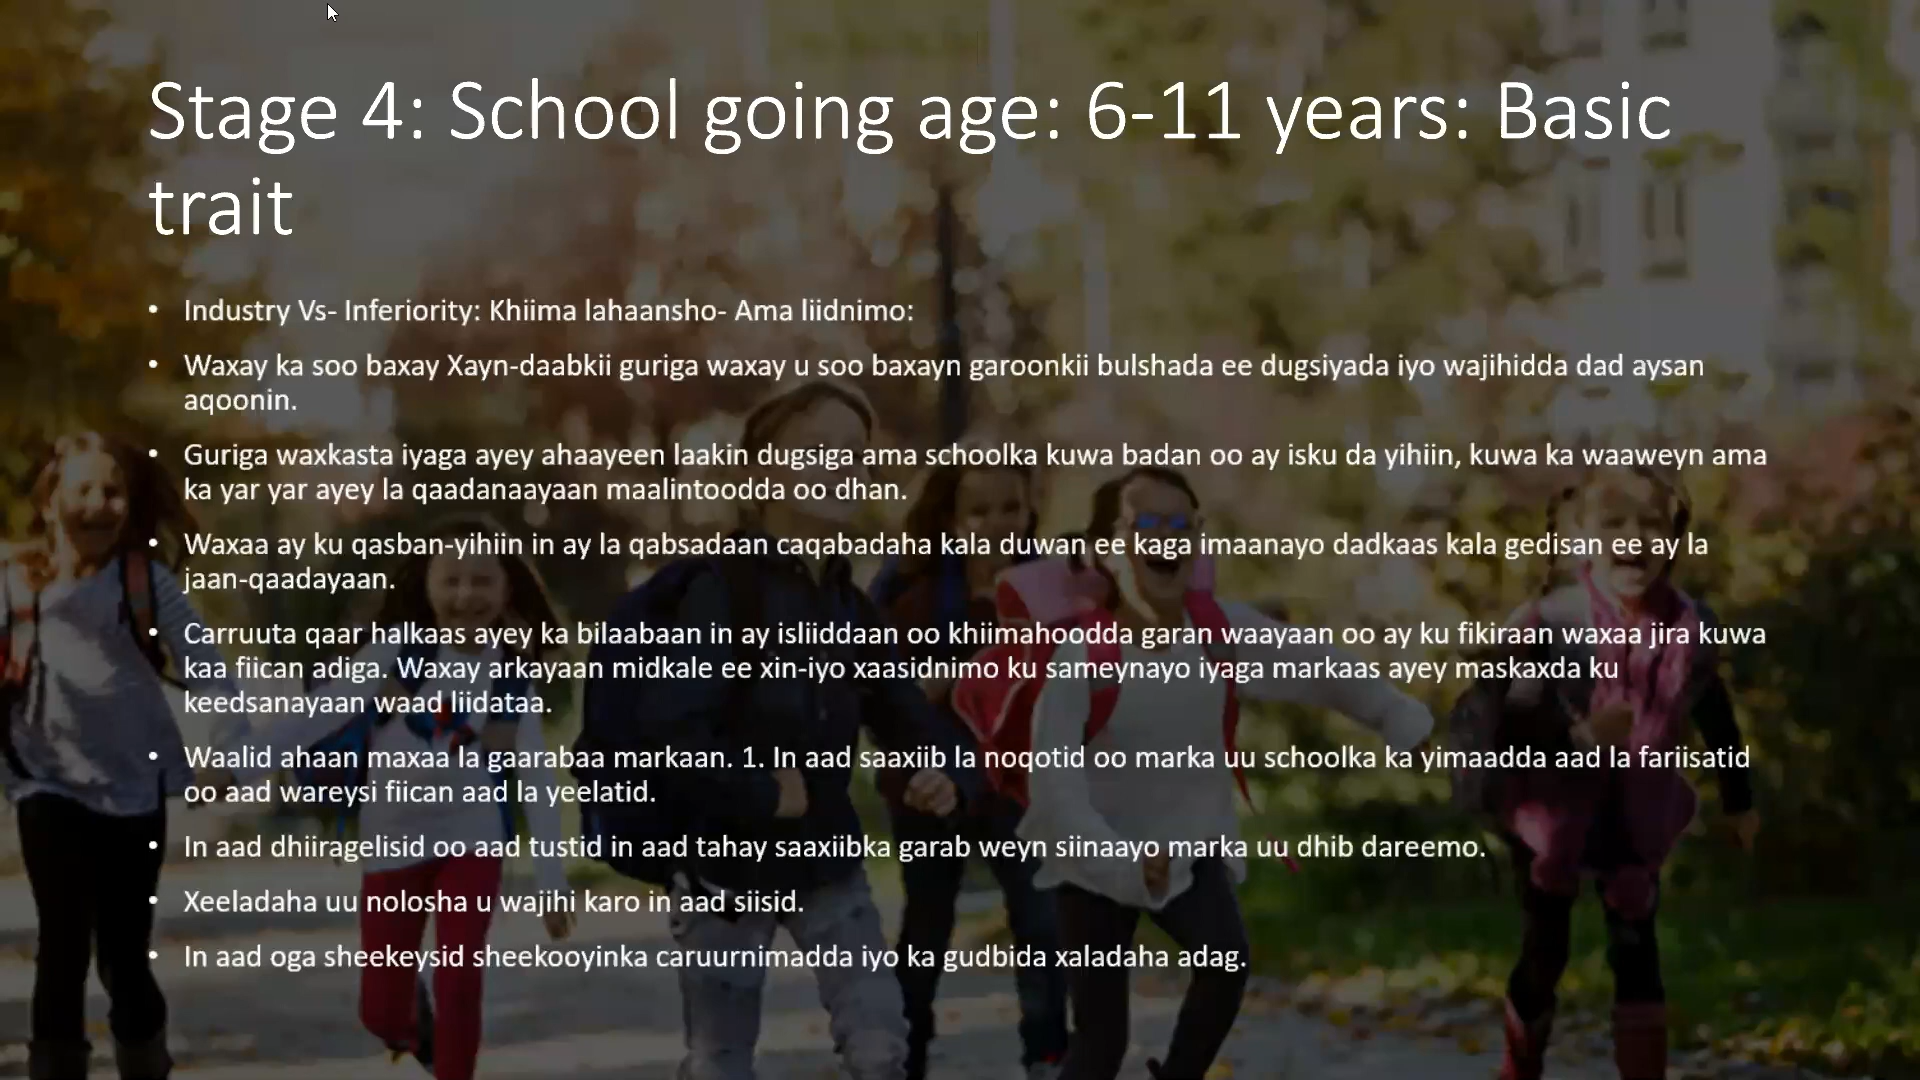 Stage 4: School going age: 6-11 years: Basic
trait
• Industry Vs- Inferiority: Khiima lahaansho- Ama liidnimo:
• Waxay ka soo baxay Xayn-daabkii guriga waxay u soo baxayn garoonkii bulshada ee dugsiyada iyo wajihidda dad aysan
aqoonin.
• Guriga waxkasta iyaga ayey ahaayeen laakin dugsiga ama schoolka kuwa badan oo ay isku da yihiin, kuwa ka waaweyn ama
ka yar yar ayey la qaadanaayaan maalintoodda oo dhan.
• Waxaa ay ku qasban-yihiin in ay la qabsadaan caqabadaha kala duwan ee kaga imaanayo dadkaas kala gedisan ee ay la
jaan-qaadayaan.
• Carruuta qaar halkaas ayey ka bilaabaan in ay isliiddaan oo khiimahoodda garan waayaan oo ay ku fikiraan waxaa jira kuwa
kaa fiican adiga. Waxay arkayaan midkale ee xin-iyo xaasidnimo ku sameynayo iyaga markaas ayey maskaxda ku
keedsanayaan waad liidataa.
• Waalid ahaan maxaa la gaarabaa markaan. 1. In aad saaxiib la noqotid oo marka uu schoolka ka yimaadda aad la fariisatid
oo aad wareysi fiican aad la yeelatid.
• In aad dhiiragelisid oo aad tustid in aad tahay saaxiibka garab weyn siinaayo marka uu dhib dareemo.
• Xeeladaha uu nolosha u wajihi karo in aad siisid.
• In aad oga sheekeysid sheekooyinka caruurnimadda iyo ka gudbida xaladaha adag.